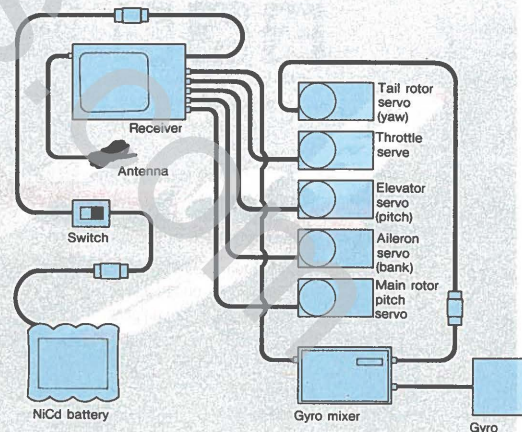 Receiver
Antenna
Switch
NiCd battery
Tail rotor
servo
(yaw)
Throttle
serve
Elevator
servo
(pitch)
Aileron
servo
(bank)
Main rotor
pitch
servo
Gyro mixer
Gyro